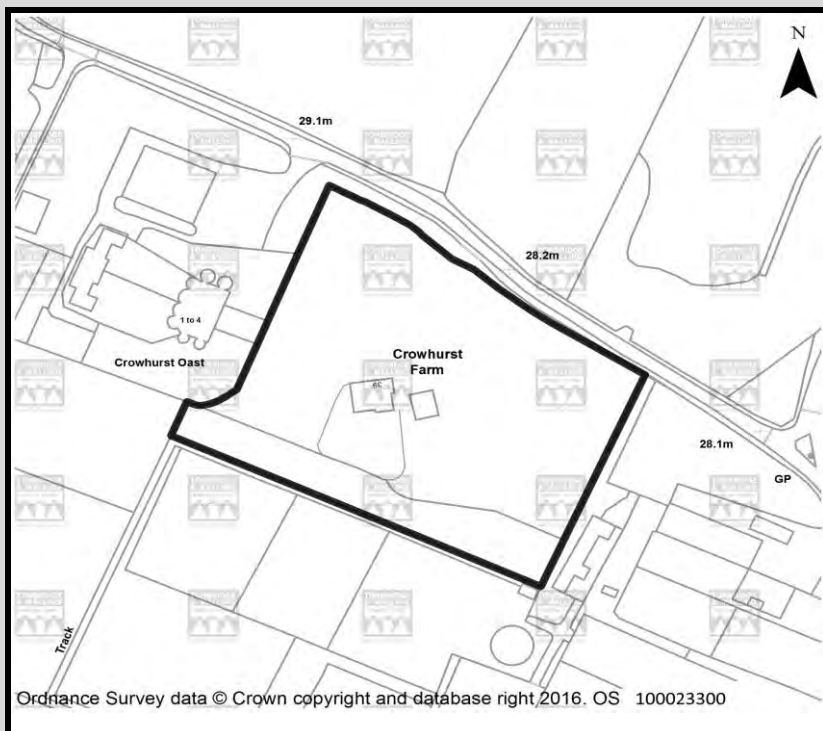 N
29.1m
28.2m
1 to 4
Crowhurst
Farm
Crowhurst Oast
28.1m
GP
Track
Ordnance Survey data © Crown copyright and database right 2016. OS 100023300